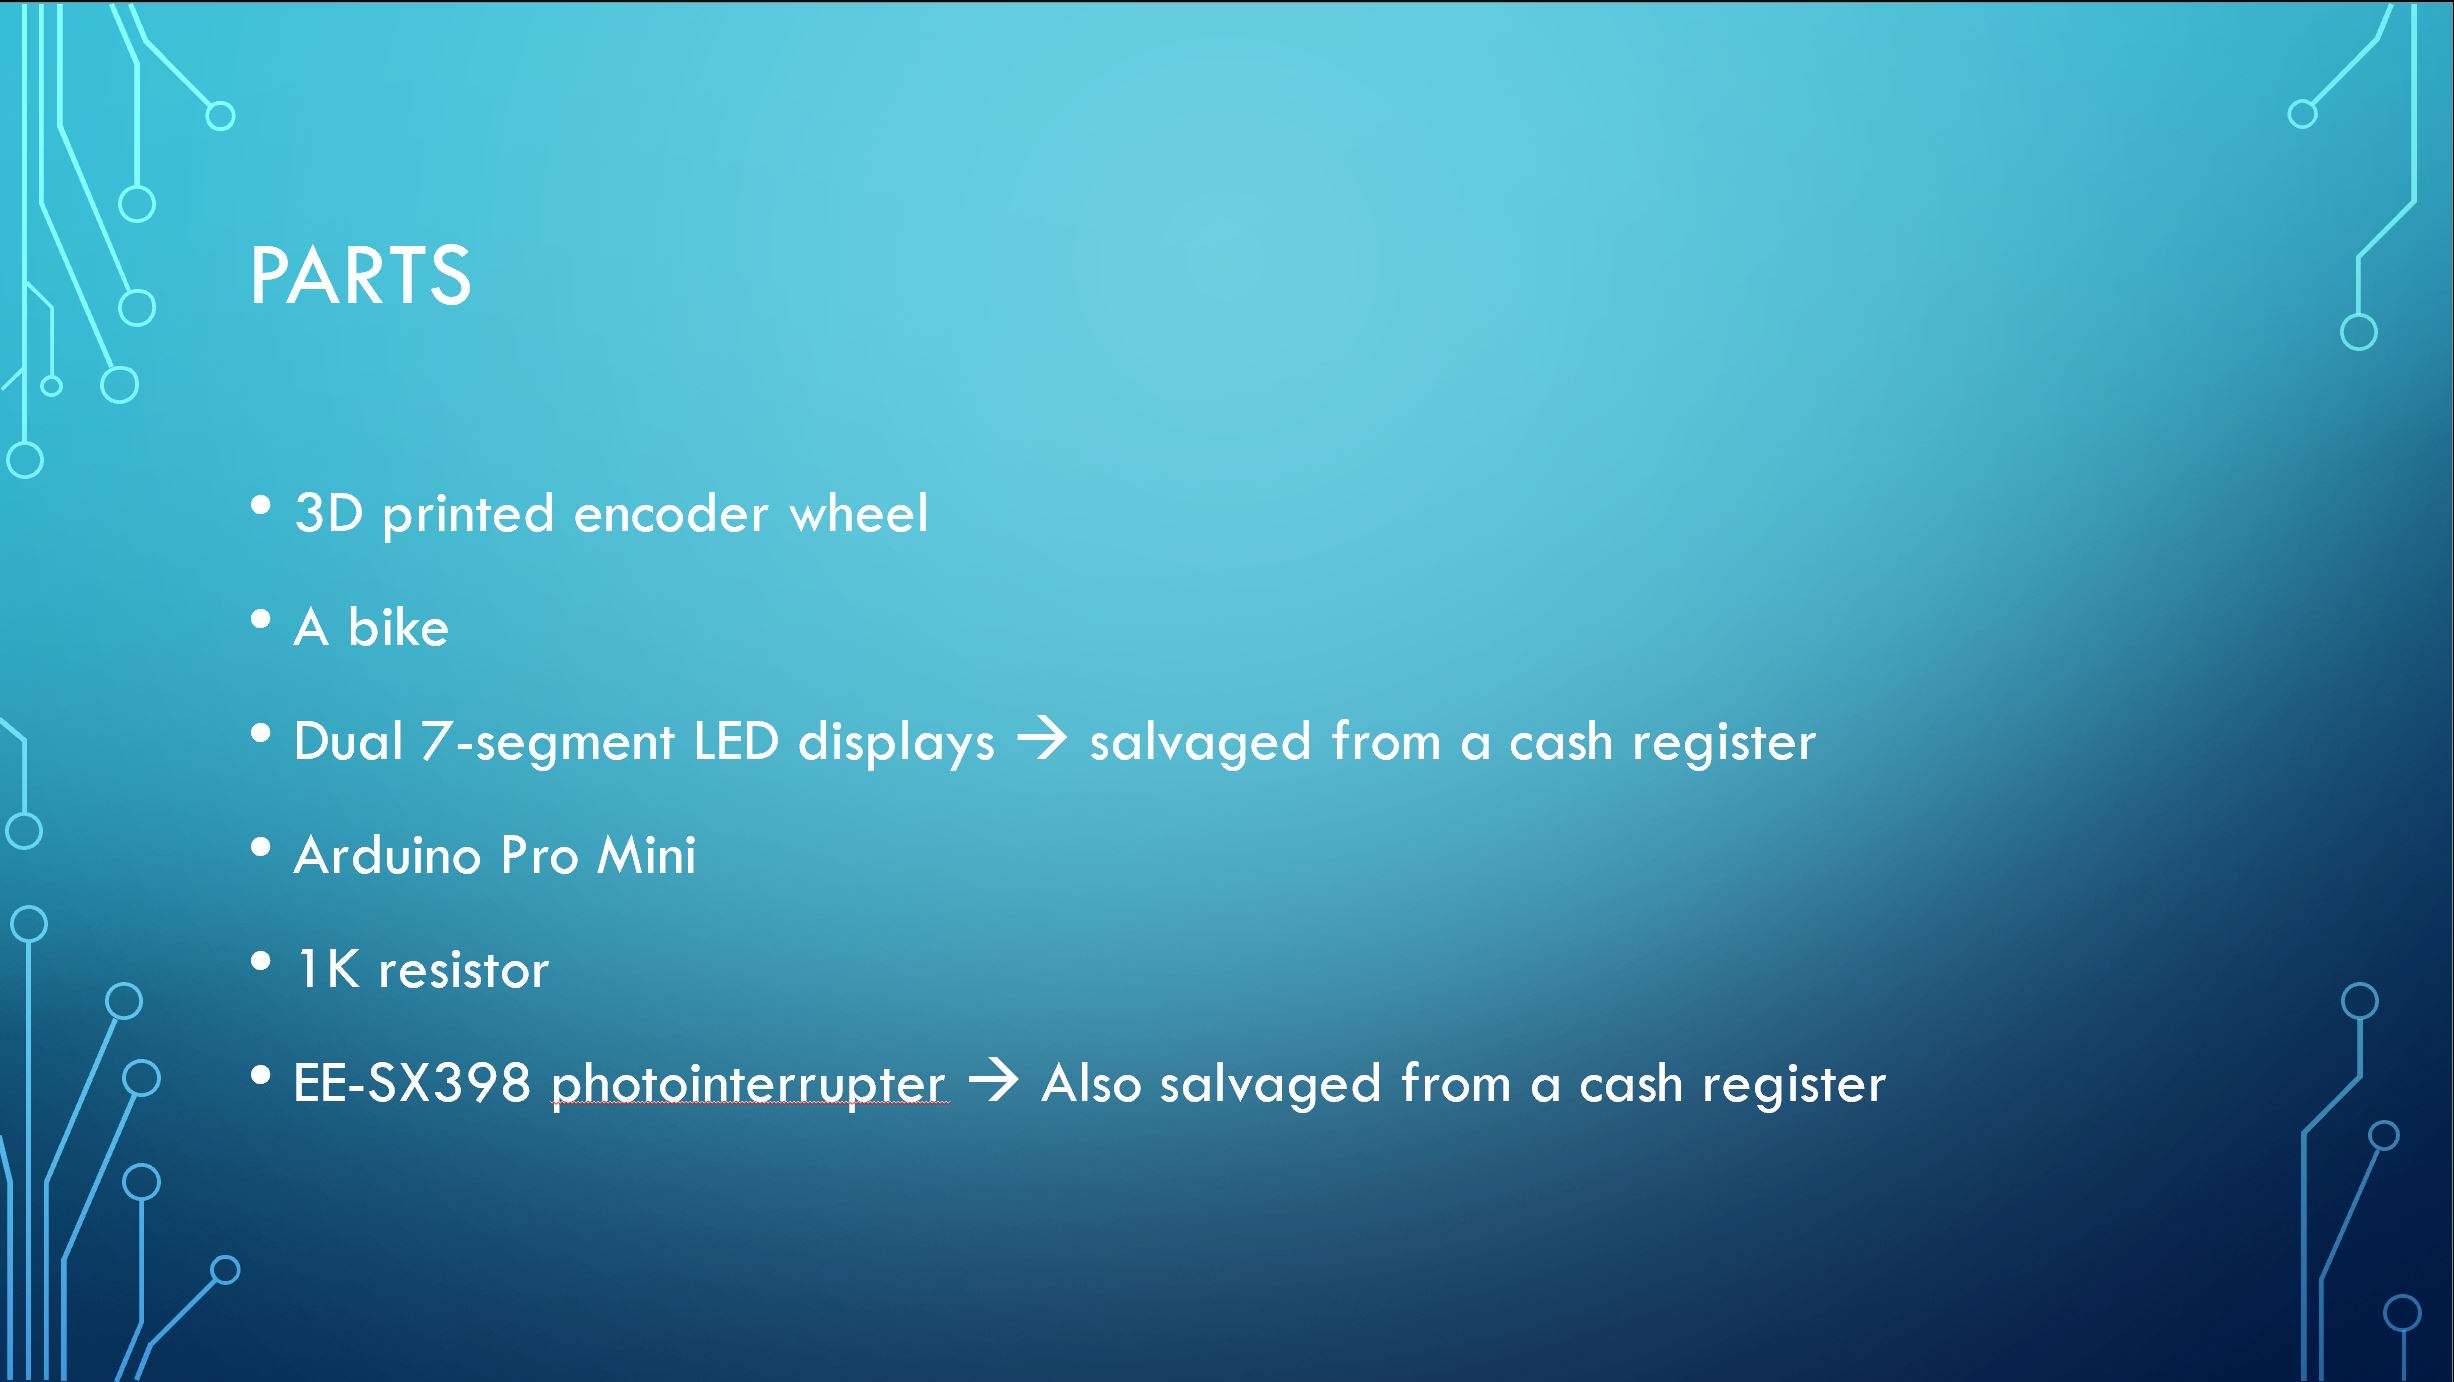 PARTS
• 3D printed encoder wheel
• A bike
• Dual 7-segment LED displays → salvaged from a cash register
• Arduino Pro Mini
• 1K resistor
• EE-SX398 photointerrupter → Also salvaged from a cash register